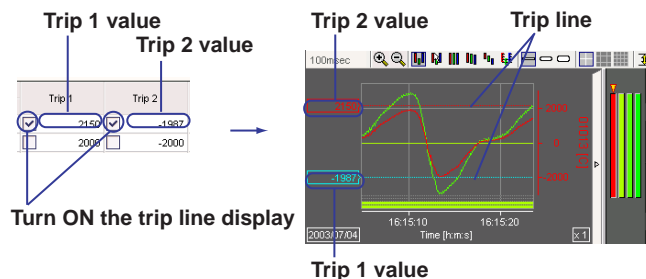 Trip 1 value
Trip 2 value
Trip 1
Trip 2
2150
-1987
2000
-2000
Turn ON the trip line display
Trip 2 value
Trip line
100msec
2000
0
-2000
-1987
16:15:10
16:15:20
2003/07/04
Time [h:m:s]
x 1
Trip 1 value